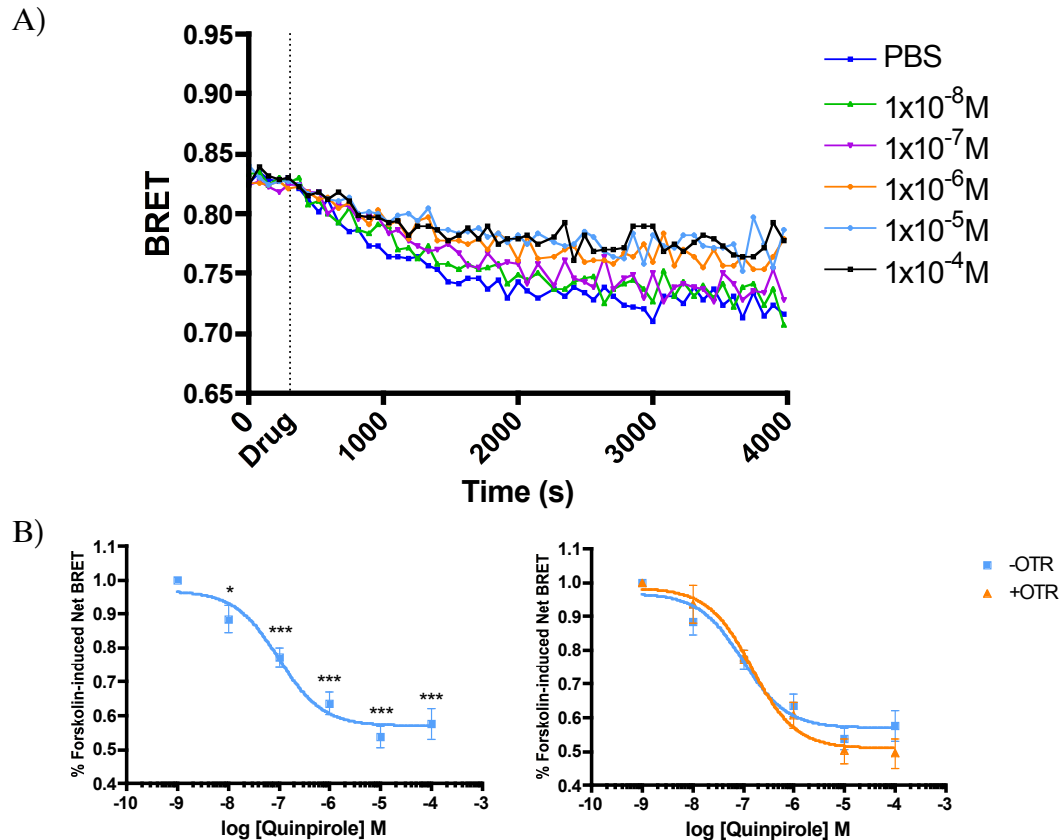 A)
0.95
0.90
0.85
0.80
0.75
0.70
0.65
BRET
0
Drug
1000
2000
3000
4000
Time (s)
PBS
1x10⁻⁸M
1x10⁻⁷M
1x10⁻⁶M
1x10⁻⁵M
1x10⁻⁴M
B)
% Forskolin-induced Net BRET
1.1
1.0
0.9
0.8
0.7
0.6
0.5
0.4
*
***
***
***
***
-10 -9 -8 -7 -6 -5 -4 -3
log [Quinpirole] M
% Forskolin-induced Net BRET
1.1
1.0
0.9
0.8
0.7
0.6
0.5
0.4
-10 -9 -8 -7 -6 -5 -4 -3
log [Quinpirole] M
-OTR
+OTR